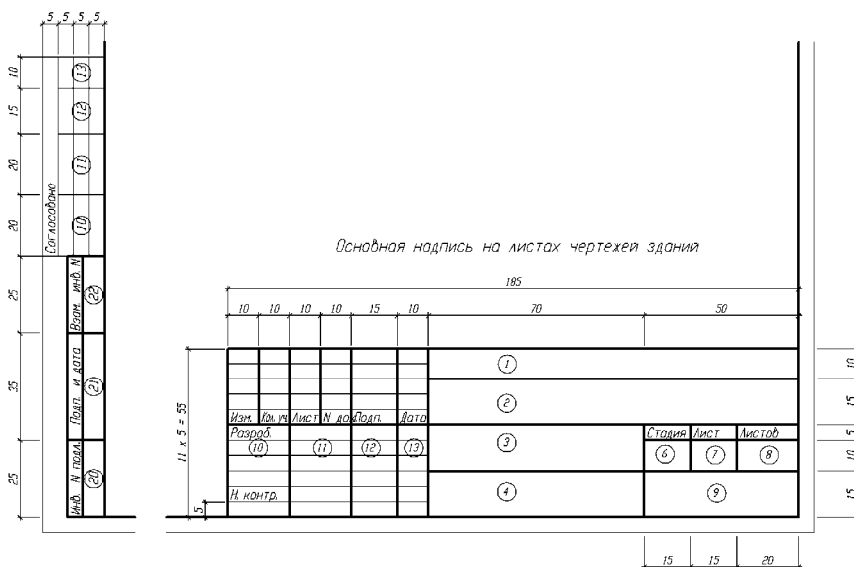 5 5 5 5
10
13
15
12
20
11
20
Согласовано
10
Основная надпись на листах чертежей зданий
185
25
Взам. инв. N
22
10 10 10 10 15 10 70 50
35
Подп. и дата
21
11 x 5 = 55
1
10
2
15
Изм. Кол.уч Лист N до Подп. Дата
Разраб.
10 11 12 13
3
Стадия Лист Листов
5
6 7 8
10
25
Инв. N подл.
20
Н. контр.
4
9
15
5
15 15 20